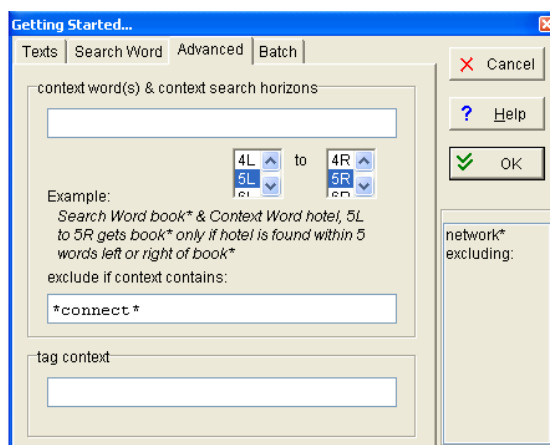 Getting Started...
Texts Search Word Advanced Batch
Cancel
context word(s) & context search horizons
? Help
4L to 4R
5L 5R
6L 6R
OK
Example:
Search Word book* & Context Word hotel, 5L
to 5R gets book* only if hotel is found within 5
words left or right of book*
exclude if context contains:
*connect*
network*
excluding:
tag context